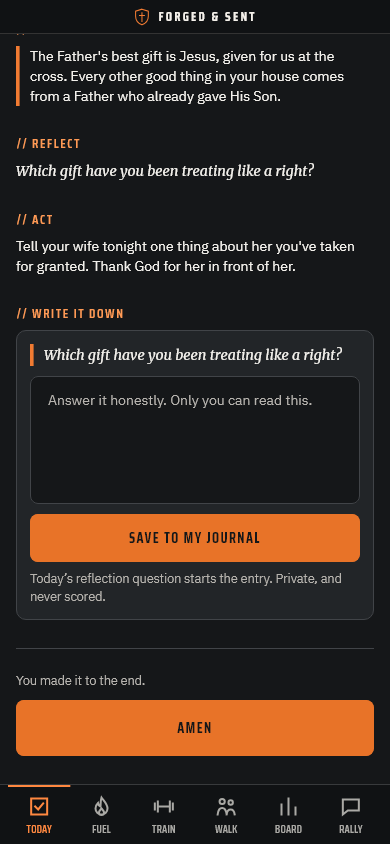 FORGED & SENT
The Father's best gift is Jesus, given for us at the
cross. Every other good thing in your house comes
from a Father who already gave His Son.
// REFLECT
Which gift have you been treating like a right?
// ACT
Tell your wife tonight one thing about her you've taken
for granted. Thank God for her in front of her.
// WRITE IT DOWN
Which gift have you been treating like a right?
Answer it honestly. Only you can read this.
SAVE TO MY JOURNAL
Today’s reflection question starts the entry. Private, and
never scored.
You made it to the end.
AMEN
TODAY FUEL TRAIN WALK BOARD RALLY